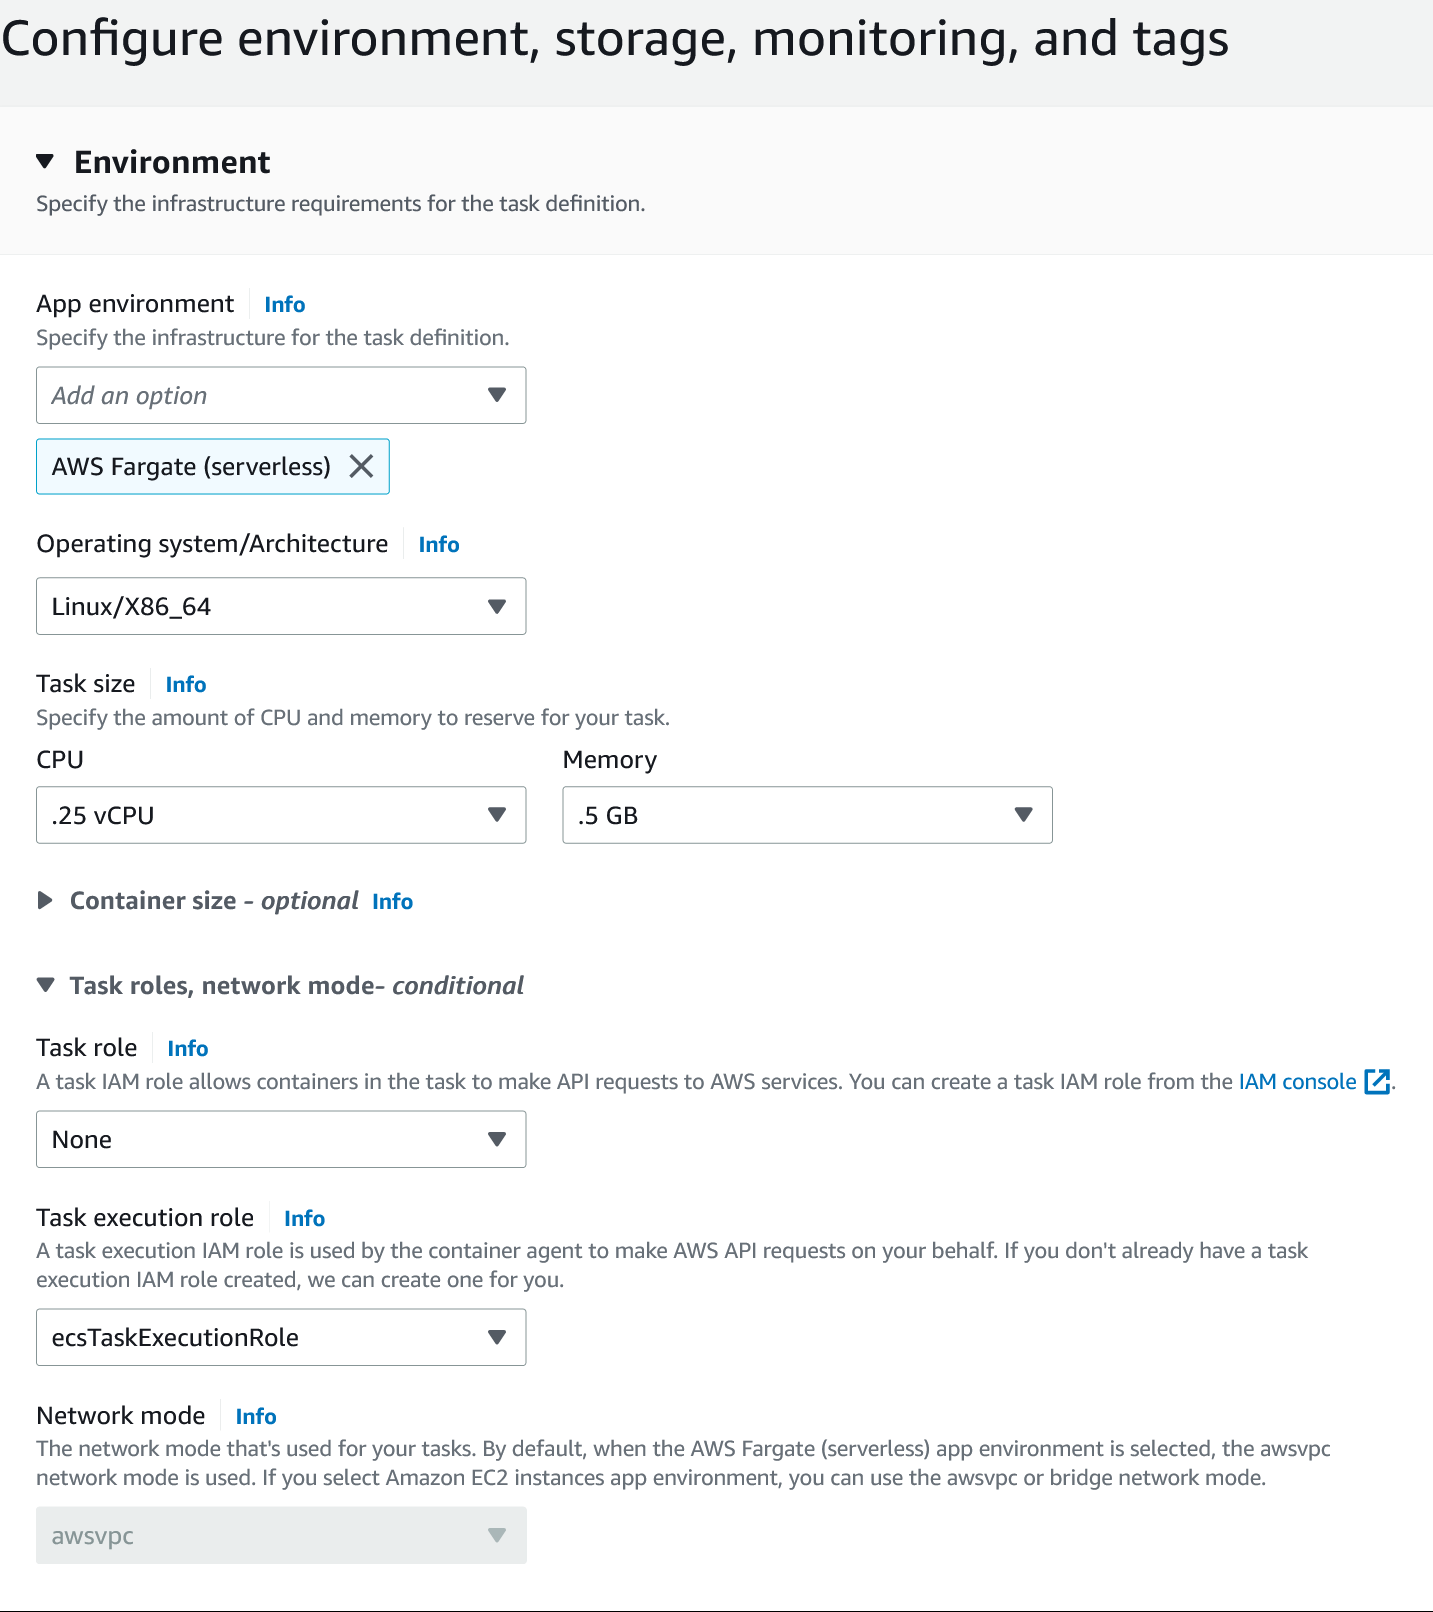 Configure environment, storage, monitoring, and tags
Environment
Specify the infrastructure requirements for the task definition.
App environment Info
Specify the infrastructure for the task definition.
Add an option
AWS Fargate (serverless)
Operating system/Architecture Info
Linux/X86_64
Task size Info
Specify the amount of CPU and memory to reserve for your task.
CPU Memory
.25 vCPU .5 GB
Container size - optional Info
Task roles, network mode- conditional
Task role Info
A task IAM role allows containers in the task to make API requests to AWS services. You can create a task IAM role from the IAM console.
None
Task execution role Info
A task execution IAM role is used by the container agent to make AWS API requests on your behalf. If you don't already have a task
execution IAM role created, we can create one for you.
ecsTaskExecutionRole
Network mode Info
The network mode that's used for your tasks. By default, when the AWS Fargate (serverless) app environment is selected, the awsvpc
network mode is used. If you select Amazon EC2 instances app environment, you can use the awsvpc or bridge network mode.
awsvpc